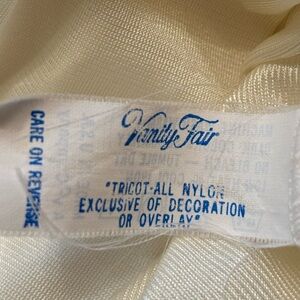 Vanity Fair
"TRICOT-ALL NYLON
EXCLUSIVE OF DECORATION
OR OVERLAY"
CARE ON REVERSE